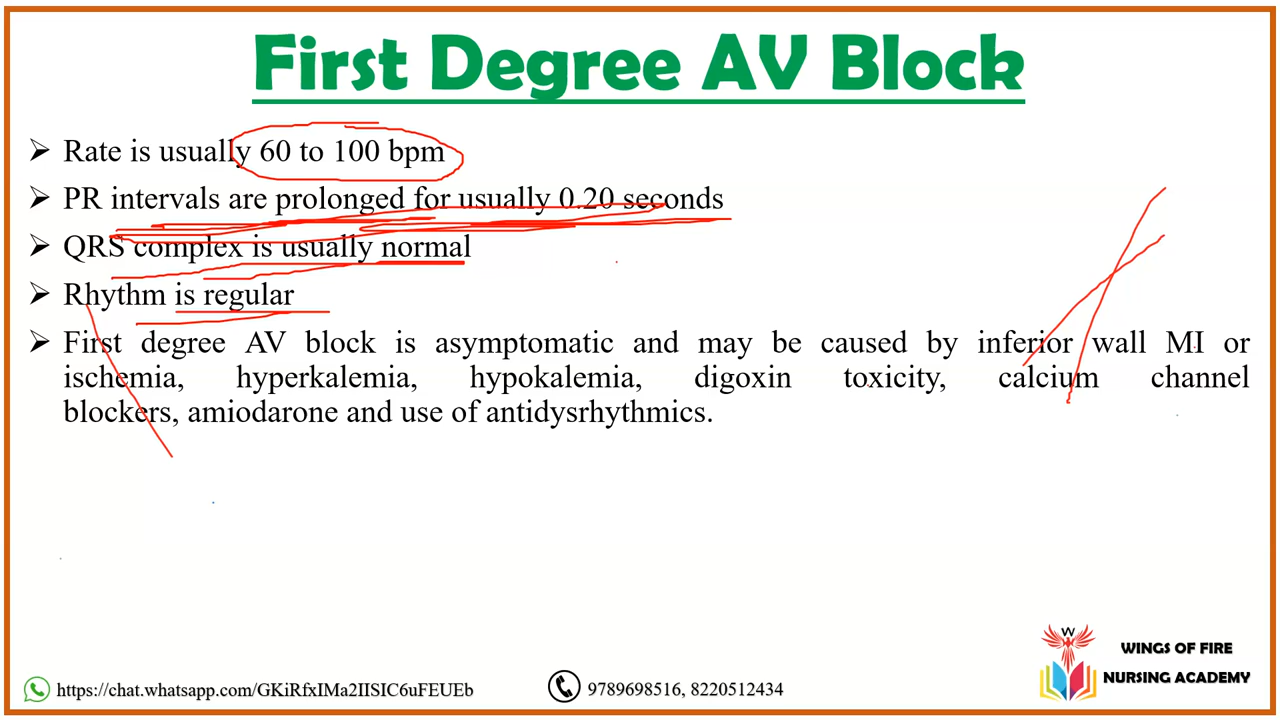 First Degree AV Block
➤ Rate is usually 60 to 100 bpm
➤ PR intervals are prolonged for usually 0.20 seconds
➤ QRS complex is usually normal
➤ Rhythm is regular
➤ First degree AV block is asymptomatic and may be caused by inferior wall MI or
ischemia, hyperkalemia, hypokalemia, digoxin toxicity, calcium channel
blockers, amiodarone and use of antidysrhythmics.
W
WINGS OF FIRE
NURSING ACADEMY
https://chat.whatsapp.com/GKiRfxIMa2IISIC6uFEUEb
9789698516, 8220512434